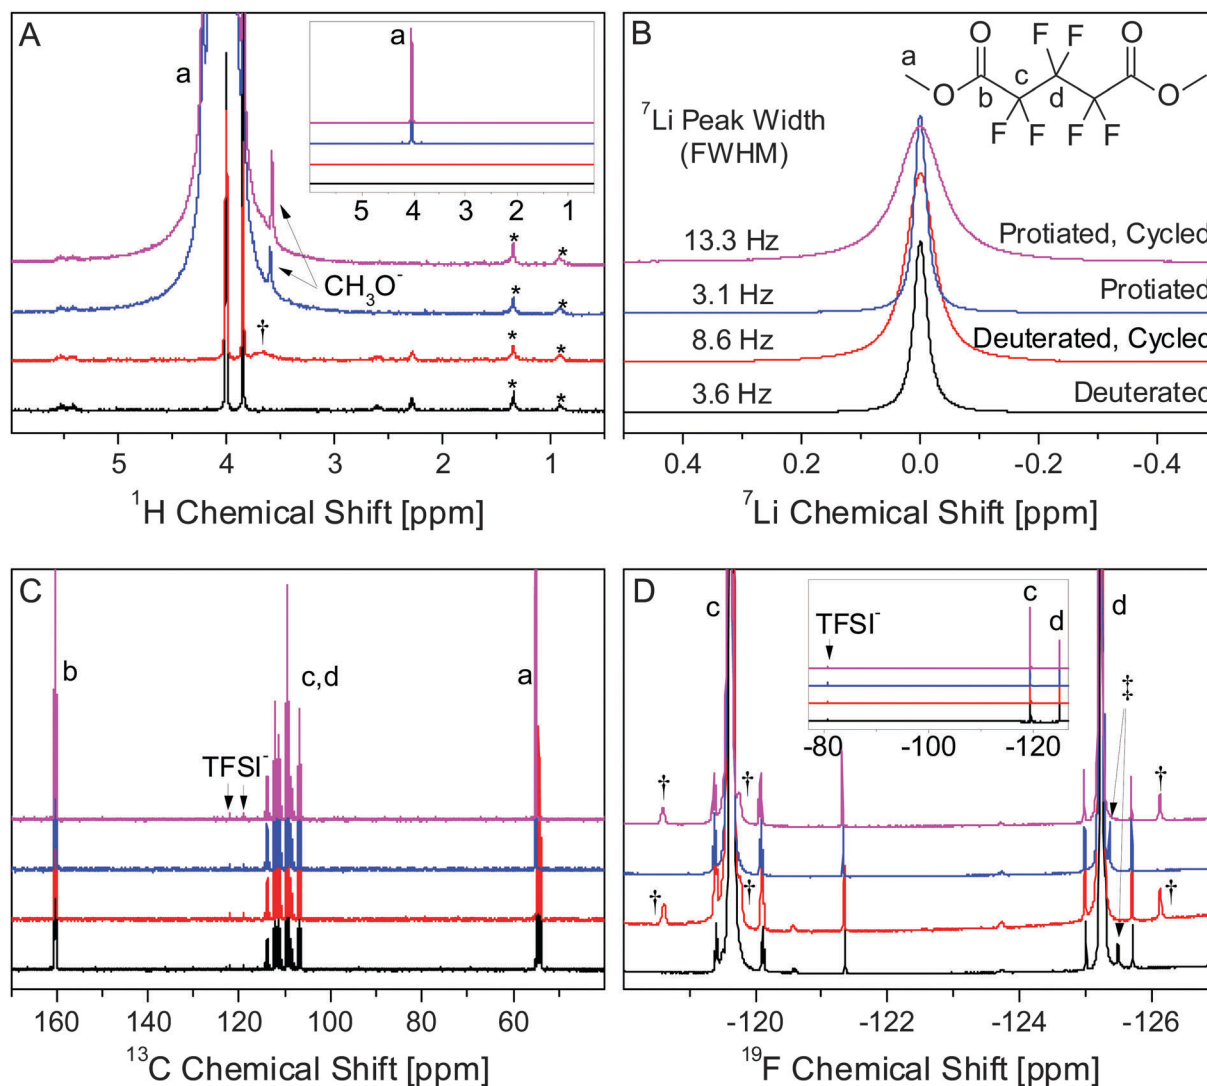 A
a
a
5 4 3 2 1
CH₃O⁻
†
* *
* *
* *
* *
5 4 3 2 1
¹H Chemical Shift [ppm]
B
O F F O
a c
O b d O
F F F F
⁷Li Peak Width
(FWHM)
13.3 Hz Protiated, Cycled
3.1 Hz Protiated
8.6 Hz Deuterated, Cycled
3.6 Hz Deuterated
0.4 0.2 0.0 -0.2 -0.4
⁷Li Chemical Shift [ppm]
C
b
c,d
a
TFSI⁻
160 140 120 100 80 60
¹³C Chemical Shift [ppm]
D
c
d
TFSI⁻
c
d
-80 -100 -120
‡
† † †
† † †
-120 -122 -124 -126
¹⁹F Chemical Shift [ppm]